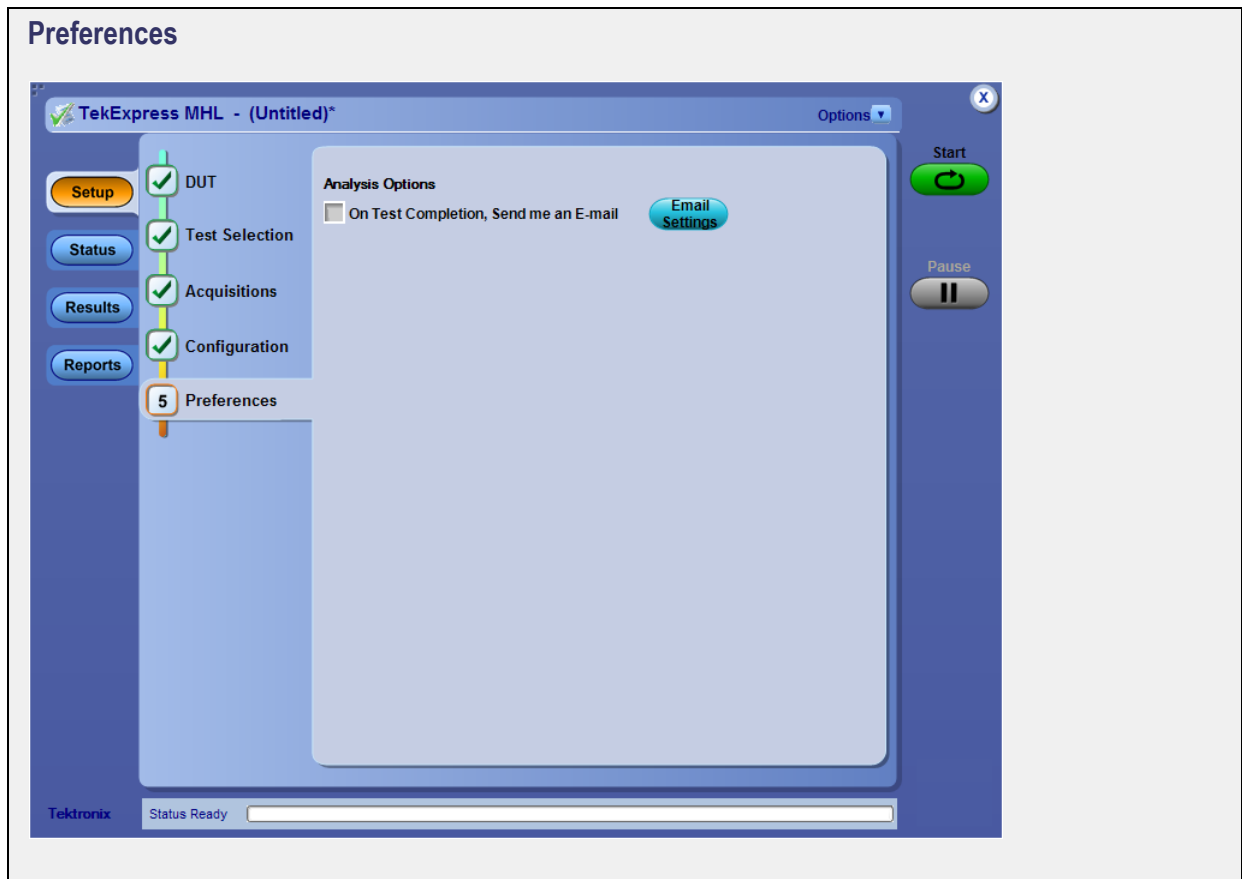 Preferences
TekExpress MHL - (Untitled)*
Options
X
Setup
Status
Results
Reports
DUT
Test Selection
Acquisitions
Configuration
5 Preferences
Analysis Options
On Test Completion, Send me an E-mail
Email
Settings
Start
Pause
Tektronix
Status Ready